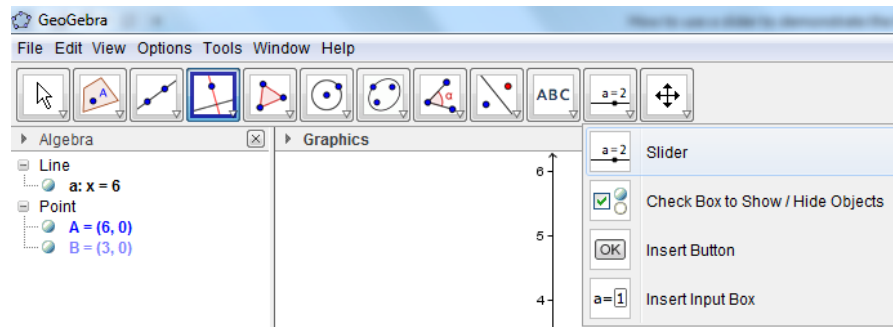 GeoGebra
File Edit View Options Tools Window Help
A α ABC a=2
Algebra Graphics
Line
a: x = 6
Point
A = (6, 0)
B = (3, 0)
6
5
4
a=2 Slider
Check Box to Show / Hide Objects
OK Insert Button
a=1 Insert Input Box